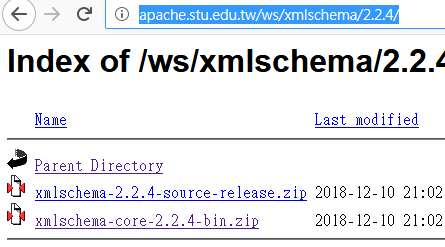 apache.stu.edu.tw/ws/xmlschema/2.2.4/
Index of /ws/xmlschema/2.2.4
Name Last modified
Parent Directory
xmlschema-2.2.4-source-release.zip 2018-12-10 21:02
xmlschema-core-2.2.4-bin.zip 2018-12-10 21:02